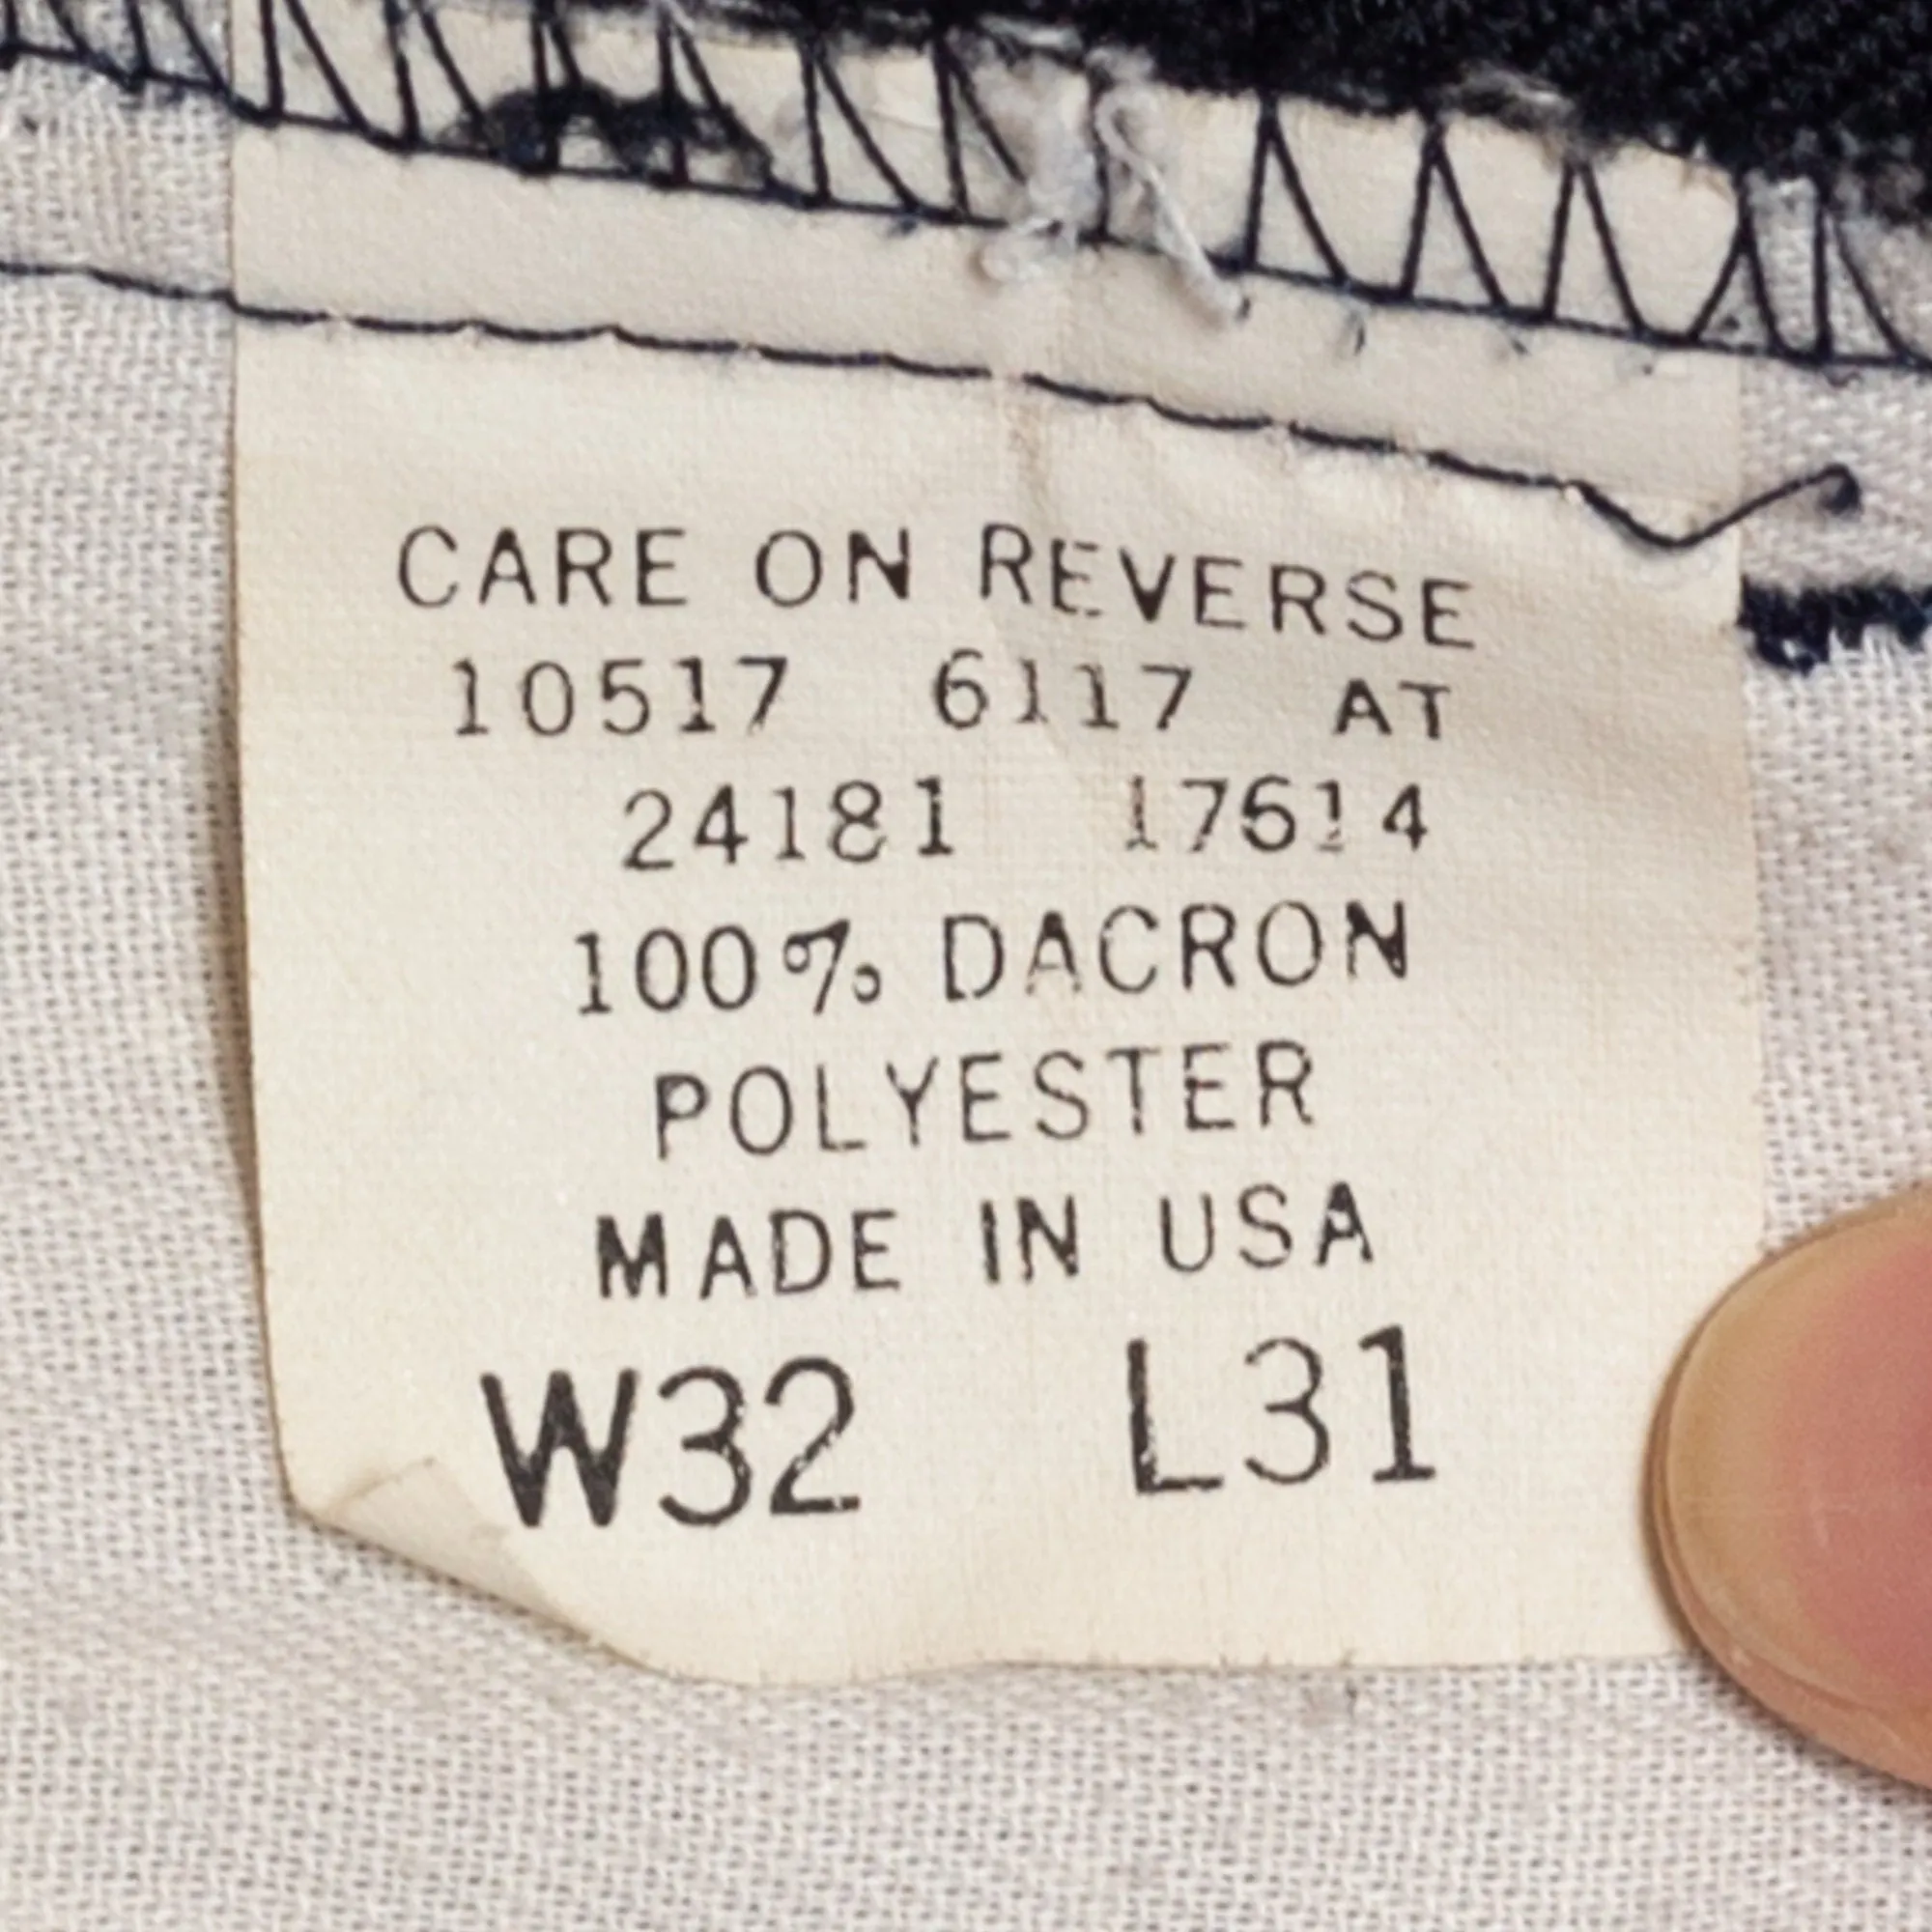 CARE ON REVERSE
10517 6117 AT
24181 17614
100% DACRON
POLYESTER
MADE IN USA
W32 L31